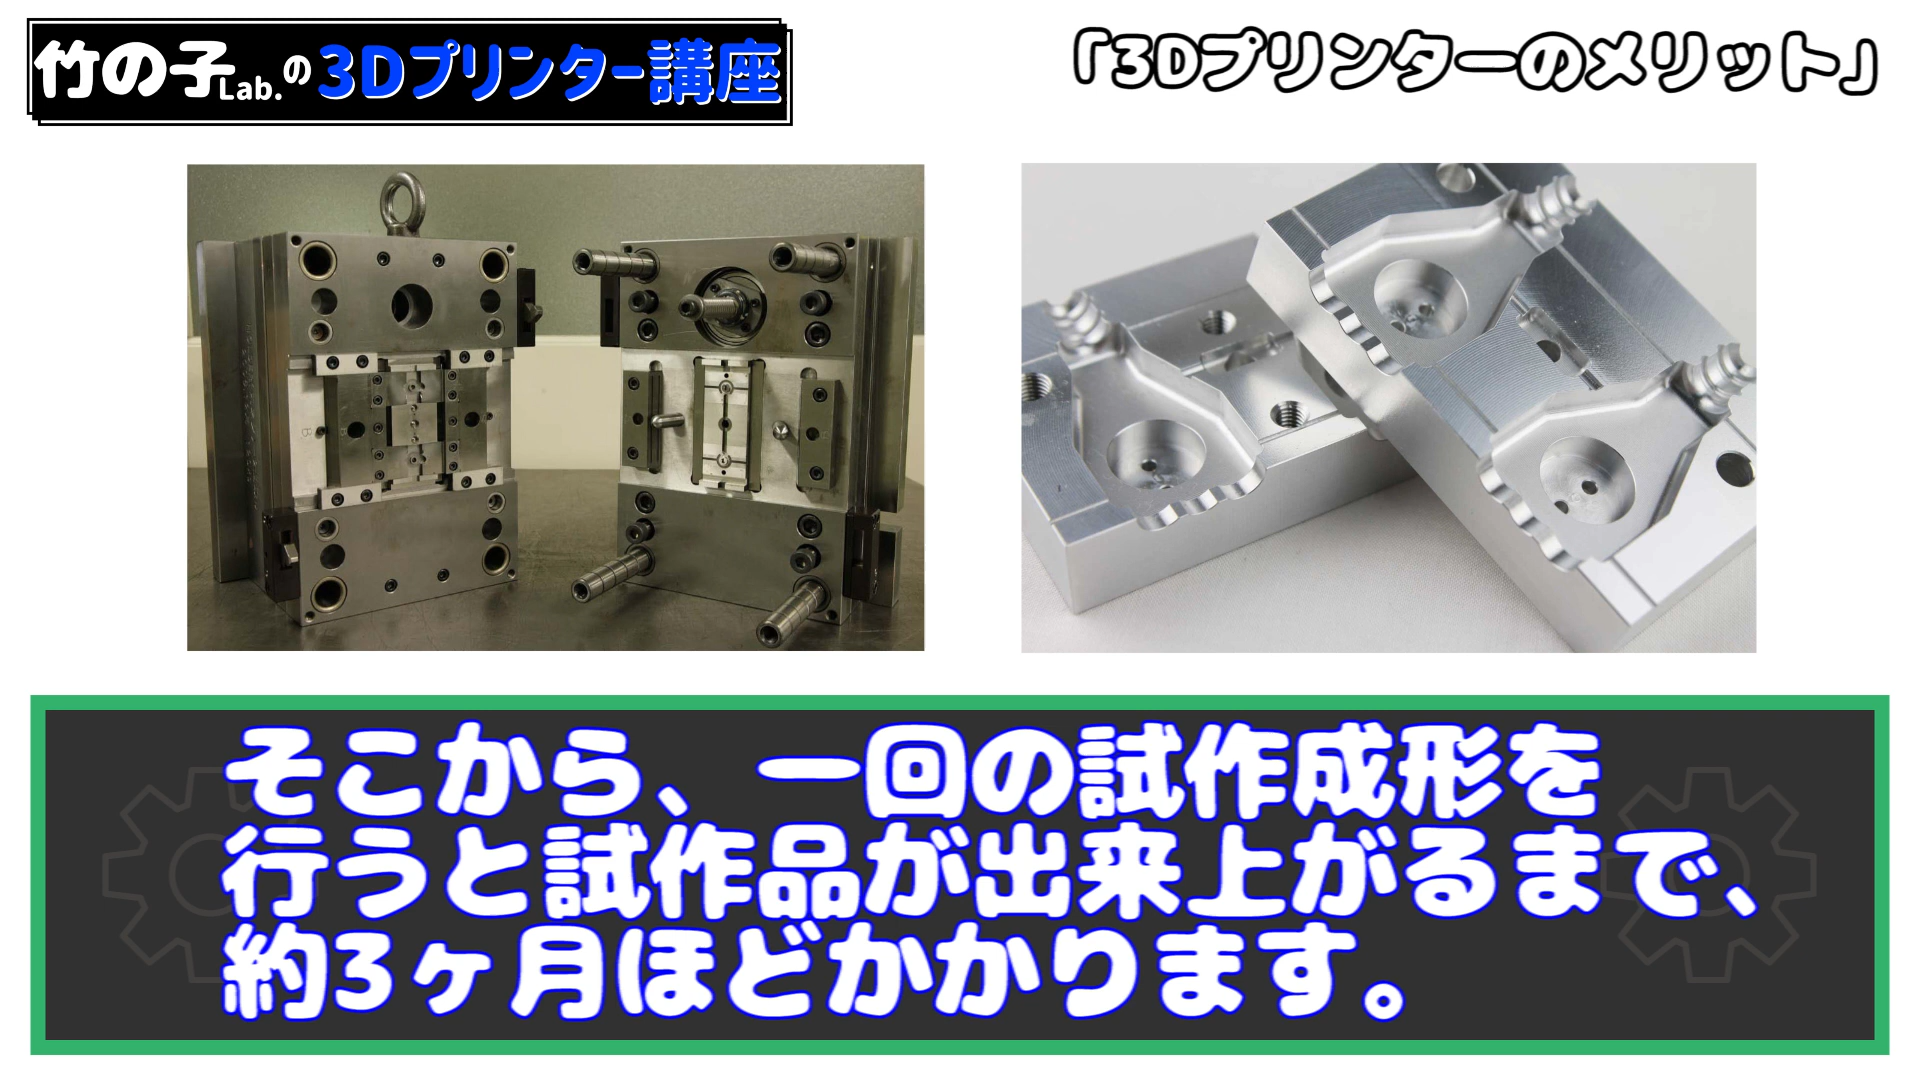 竹の子Lab.の3Dプリンター講座
「3Dプリンターのメリット」
そこから、一回の試作成形を
行うと試作品が出来上がるまで、
約3ヶ月ほどかかります。